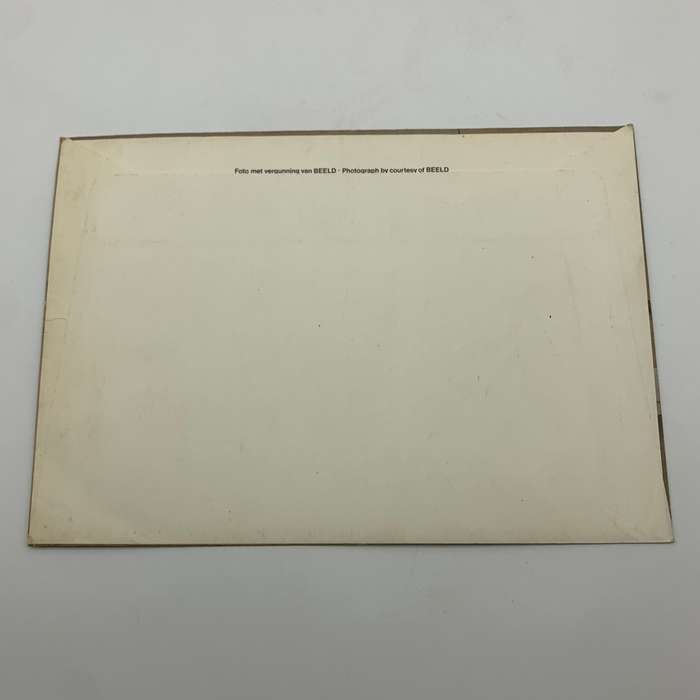 Foto met vergunning van BEELD - Photograph by courtesy of BEELD